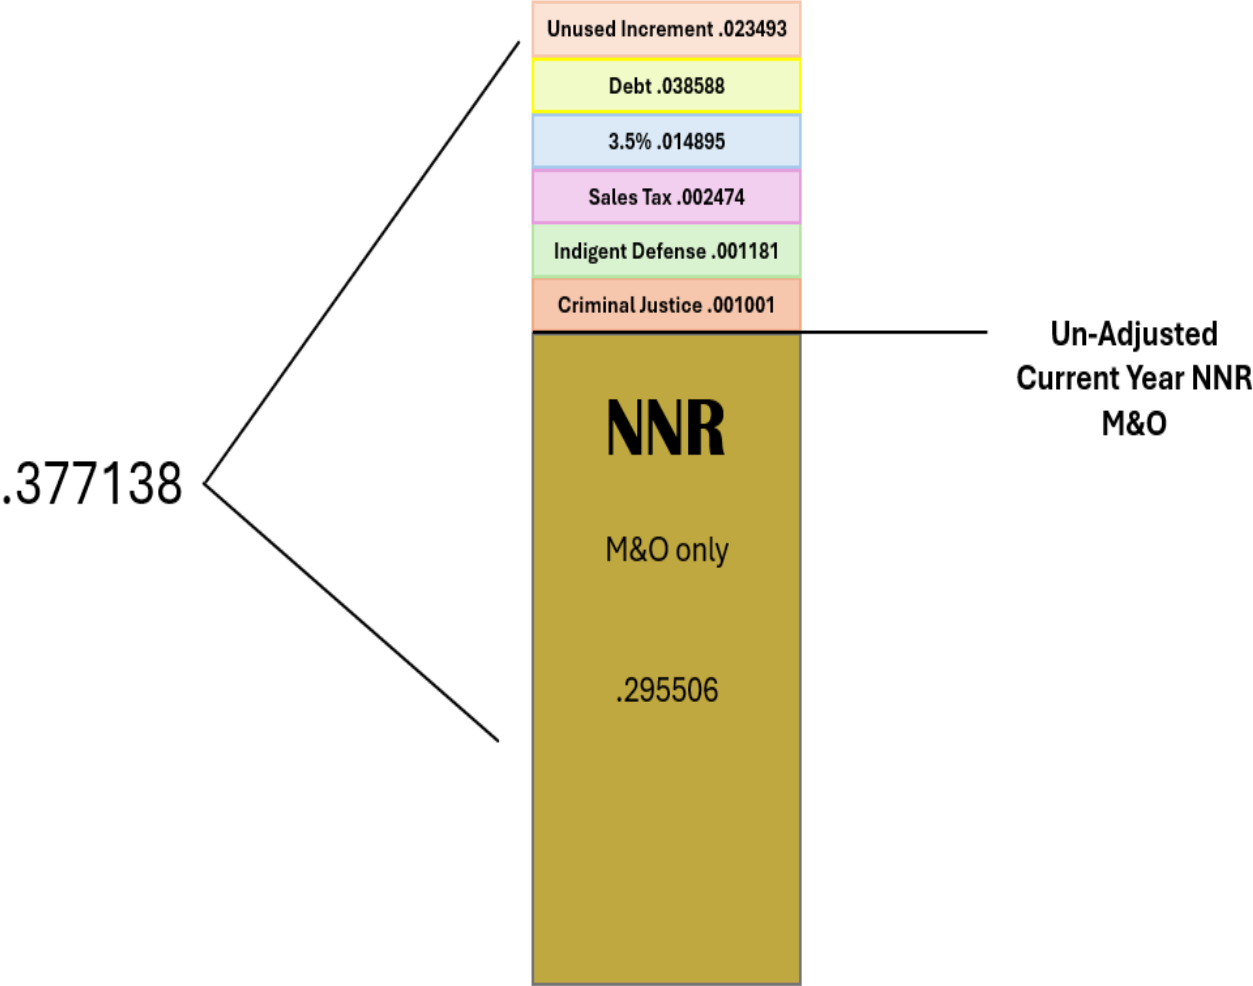 Unused Increment .023493
Debt .038588
3.5% .014895
Sales Tax .002474
Indigent Defense .001181
Criminal Justice .001001
Un-Adjusted
Current Year NNR
M&O
NNR
.377138
M&O only
.295506